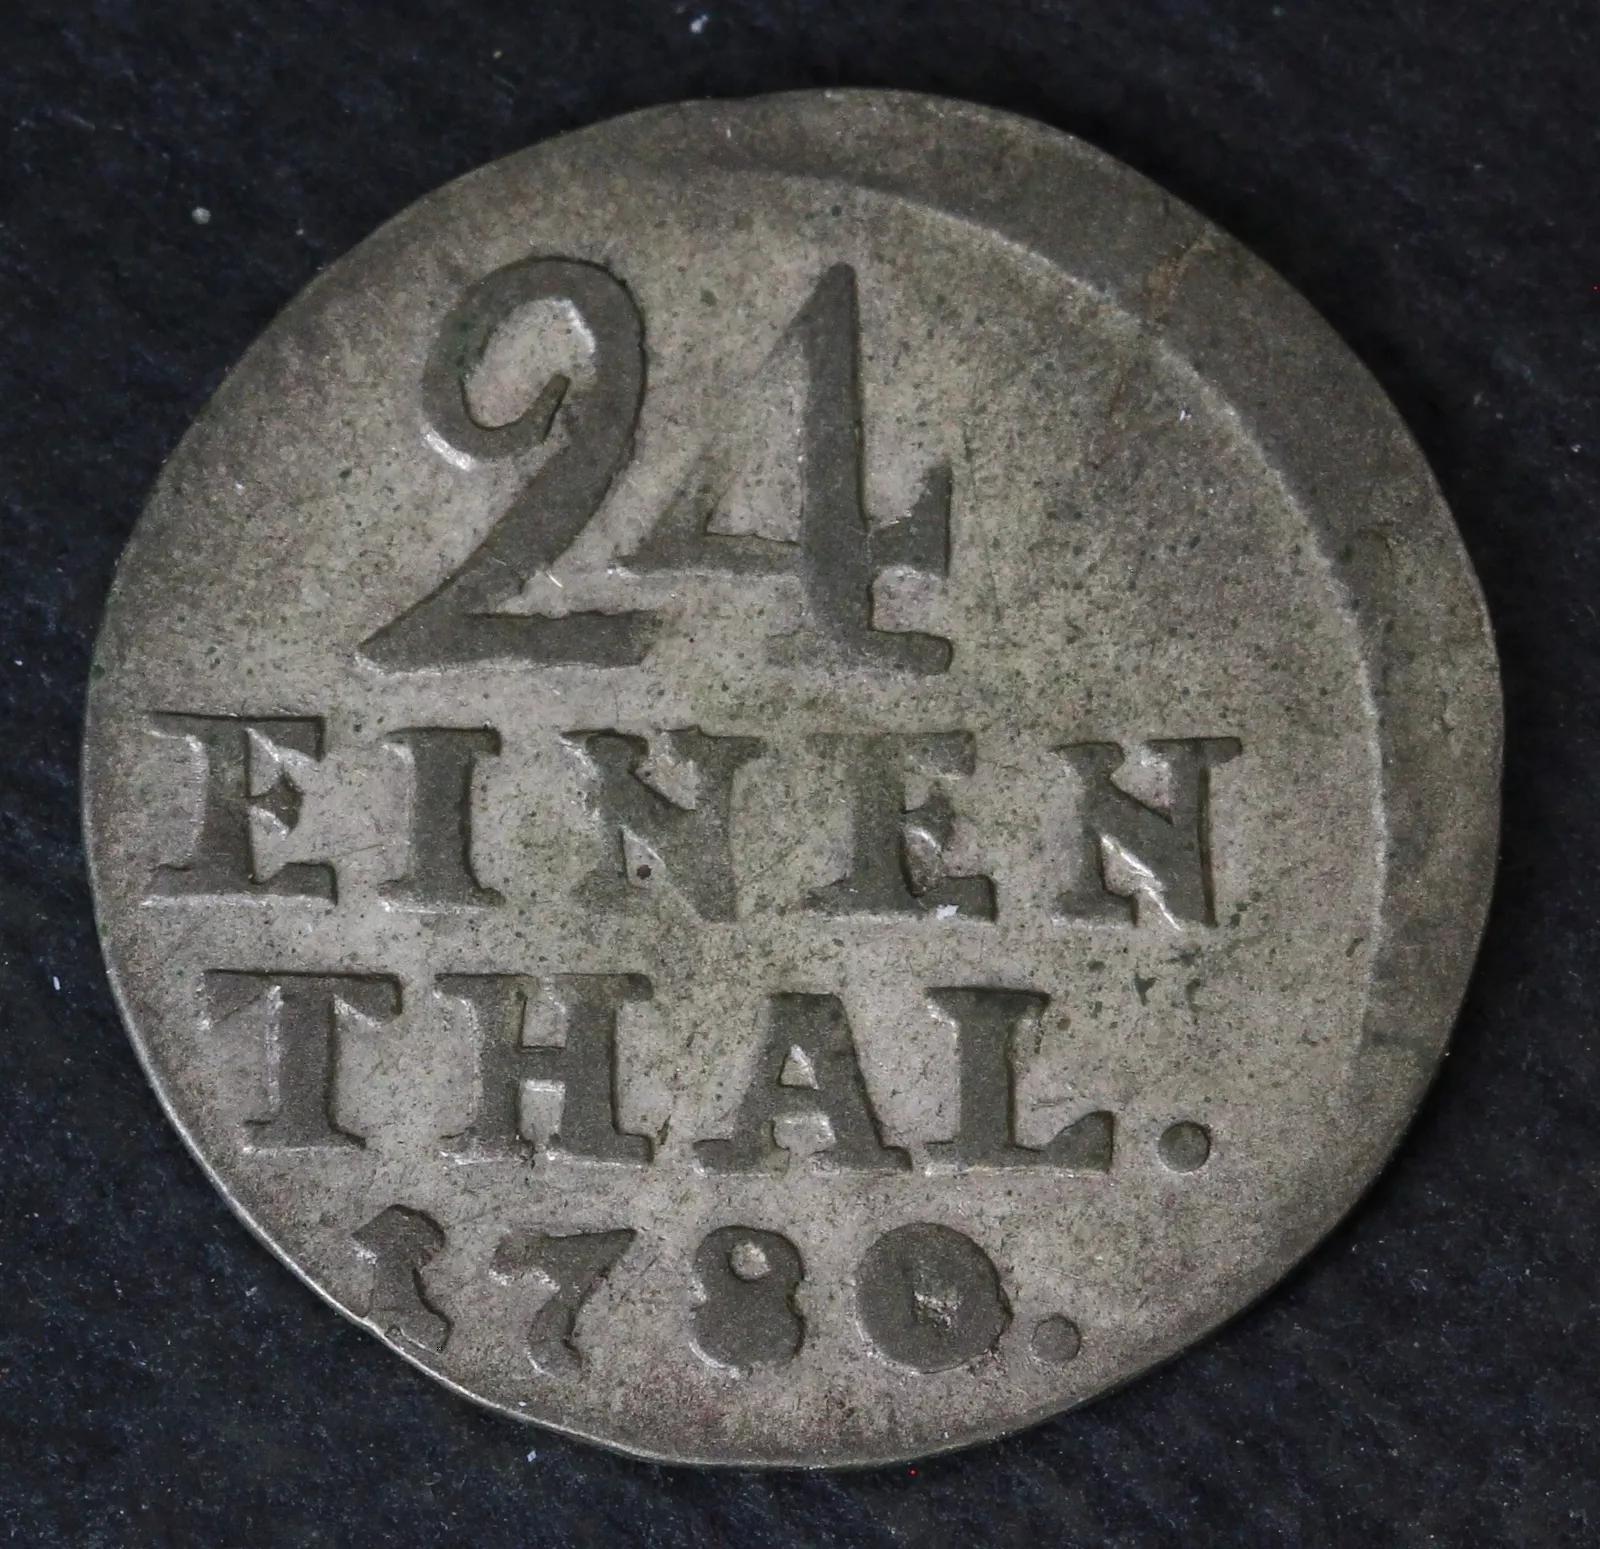 24
EINEN
THAL.
1780.